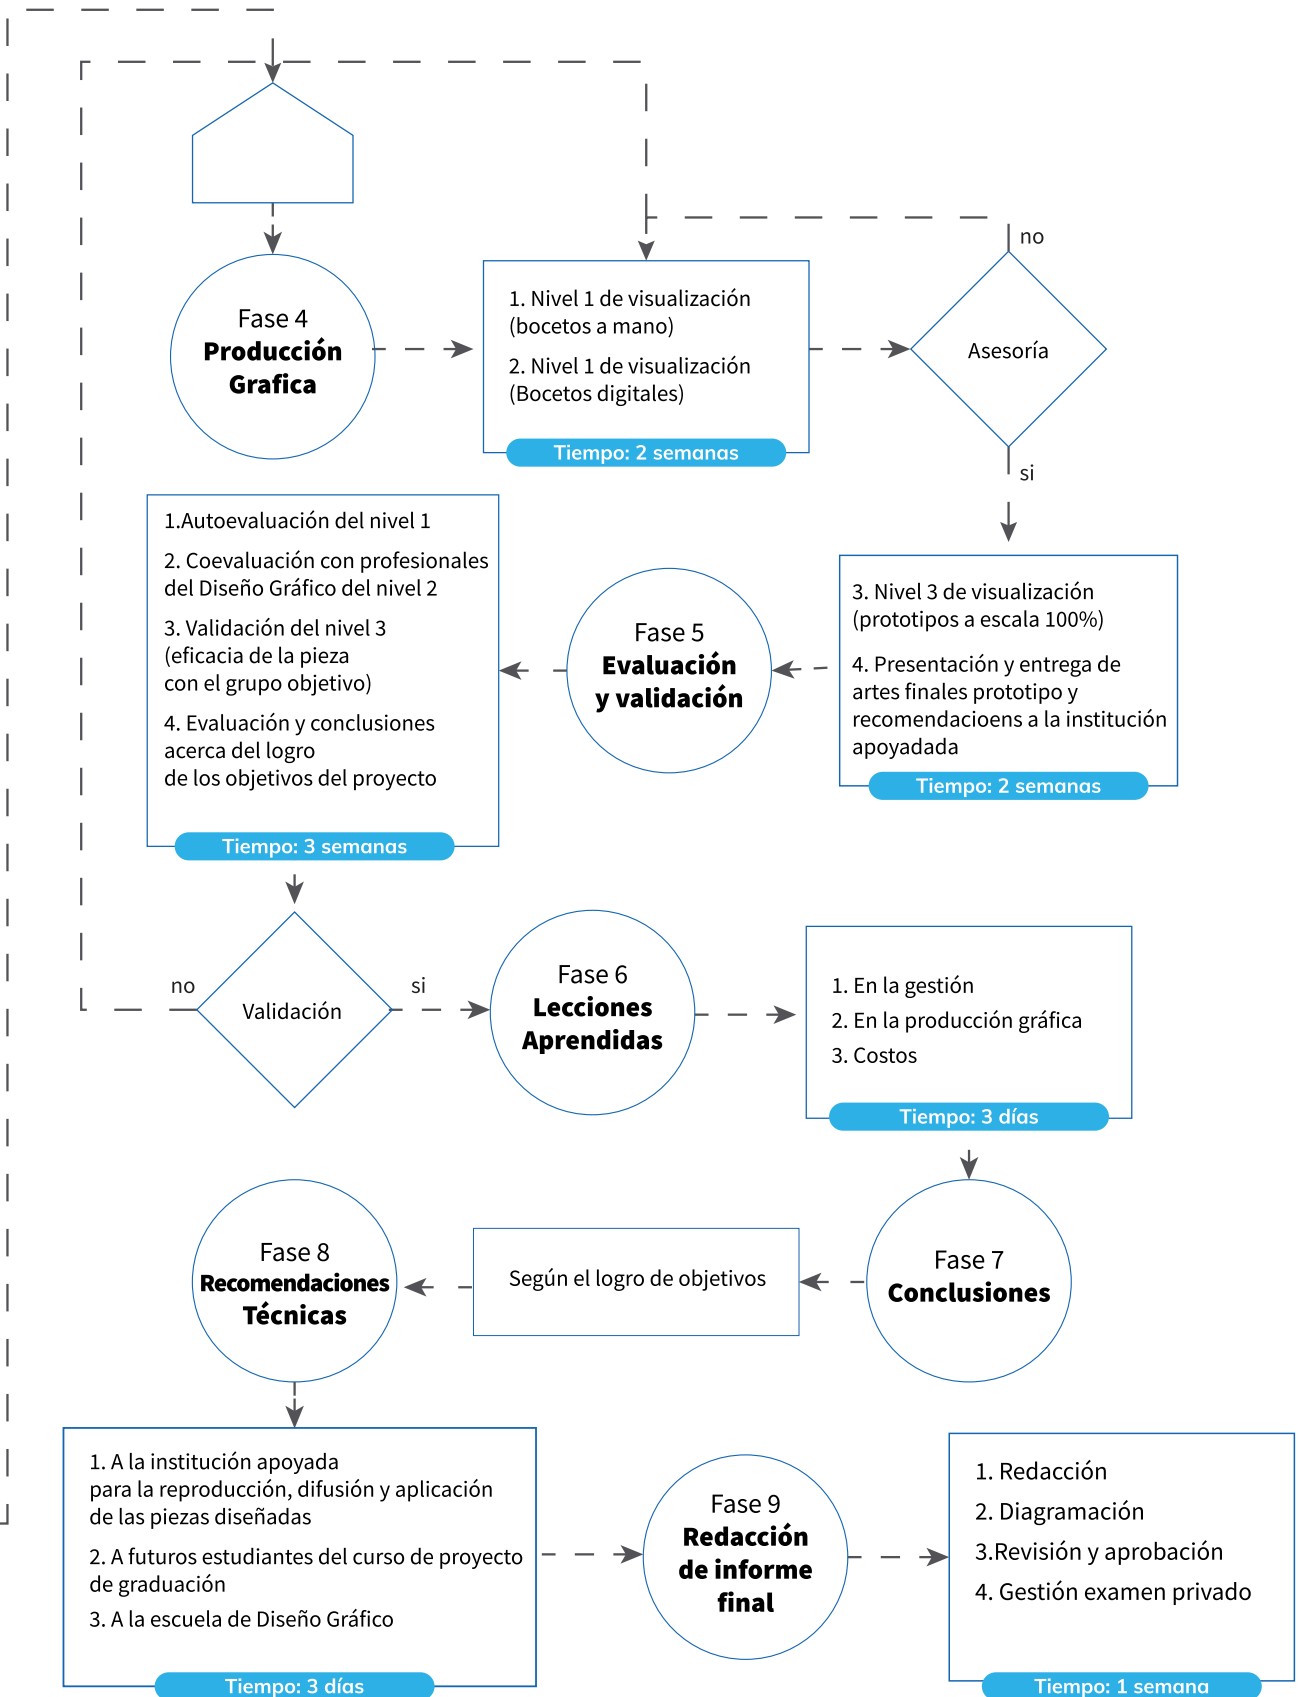 no
Fase 4
Producción
Grafica
1. Nivel 1 de visualización
(bocetos a mano)
2. Nivel 1 de visualización
(Bocetos digitales)
Tiempo: 2 semanas
Asesoría
si
3. Nivel 3 de visualización
(prototipos a escala 100%)
4. Presentación y entrega de
artes finales prototipo y
recomendacioens a la institución
apoyadada
Tiempo: 2 semanas
Fase 5
Evaluación
y validación
1.Autoevaluación del nivel 1
2. Coevaluación con profesionales
del Diseño Gráfico del nivel 2
3. Validación del nivel 3
(eficacia de la pieza
con el grupo objetivo)
4. Evaluación y conclusiones
acerca del logro
de los objetivos del proyecto
Tiempo: 3 semanas
no
Validación
si
Fase 6
Lecciones
Aprendidas
1. En la gestión
2. En la producción gráfica
3. Costos
Tiempo: 3 días
Fase 7
Conclusiones
Según el logro de objetivos
Fase 8
Recomendaciones
Técnicas
1. A la institución apoyada
para la reproducción, difusión y aplicación
de las piezas diseñadas
2. A futuros estudiantes del curso de proyecto
de graduación
3. A la escuela de Diseño Gráfico
Tiempo: 3 días
Fase 9
Redacción
de informe
final
1. Redacción
2. Diagramación
3.Revisión y aprobación
4. Gestión examen privado
Tiempo: 1 semana